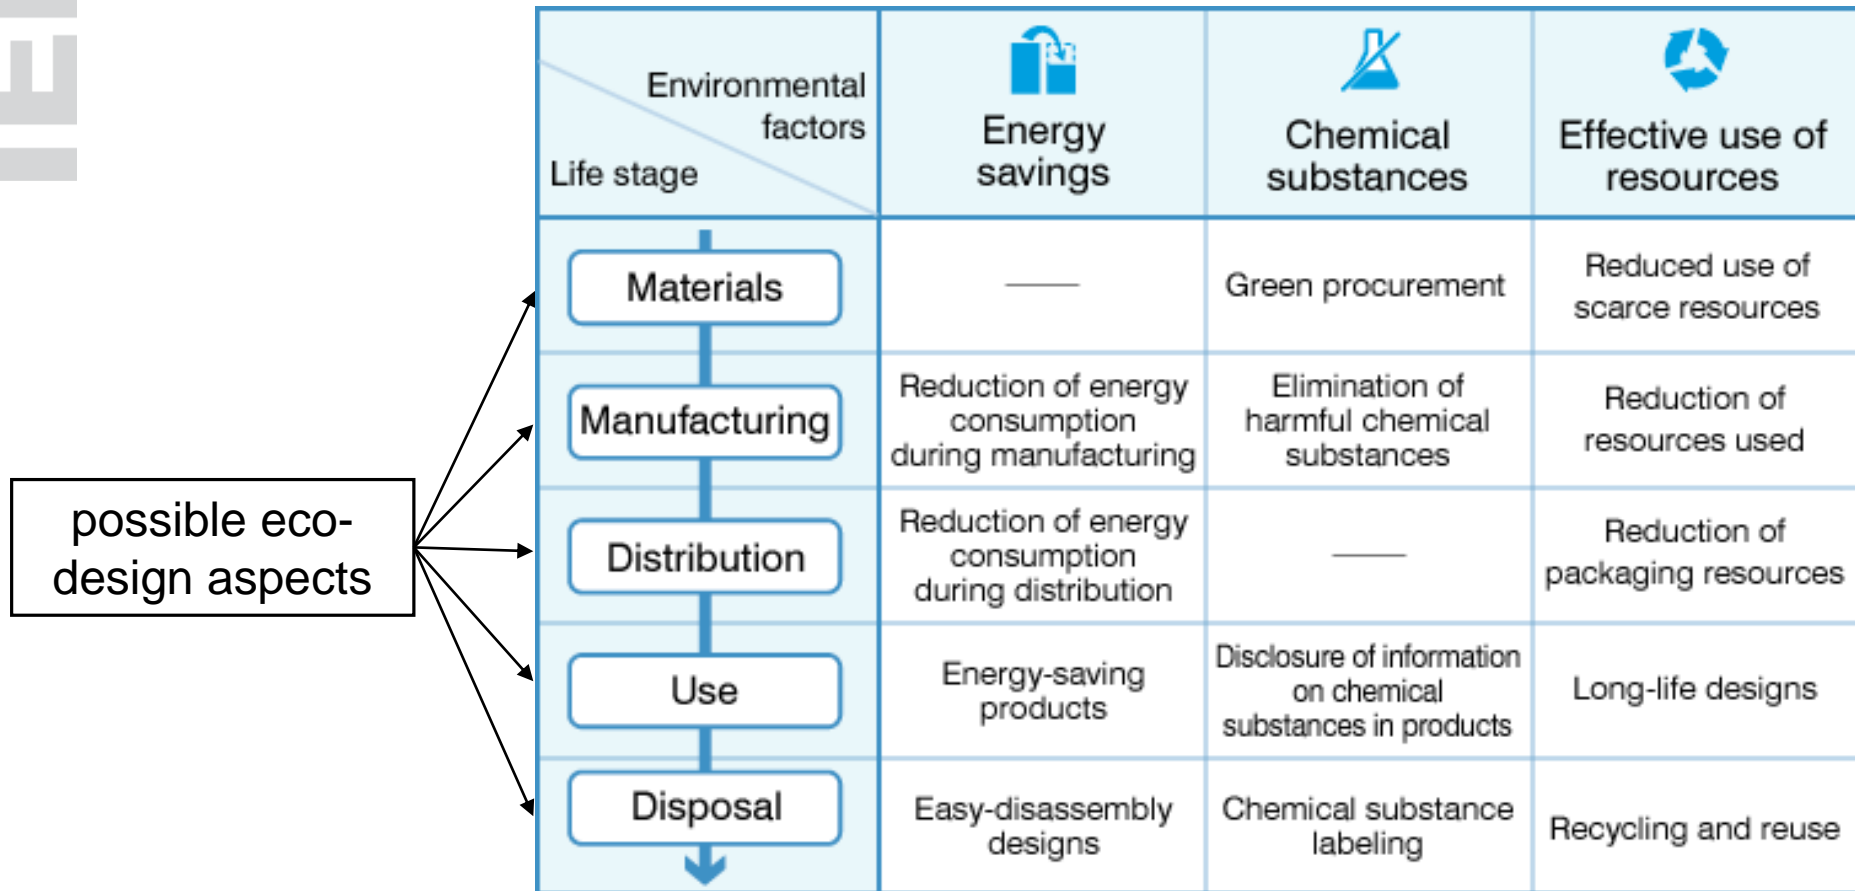 Environmental
factors
Life stage
Energy
savings
Chemical
substances
Effective use of
resources
Materials
Green procurement
Reduced use of
scarce resources
Manufacturing
Reduction of energy
consumption
during manufacturing
Elimination of
harmful chemical
substances
Reduction of
resources used
possible eco-
design aspects
Distribution
Reduction of energy
consumption
during distribution
Reduction of
packaging resources
Use
Energy-saving
products
Disclosure of information
on chemical
substances in products
Long-life designs
Disposal
Easy-disassembly
designs
Chemical substance
labeling
Recycling and reuse